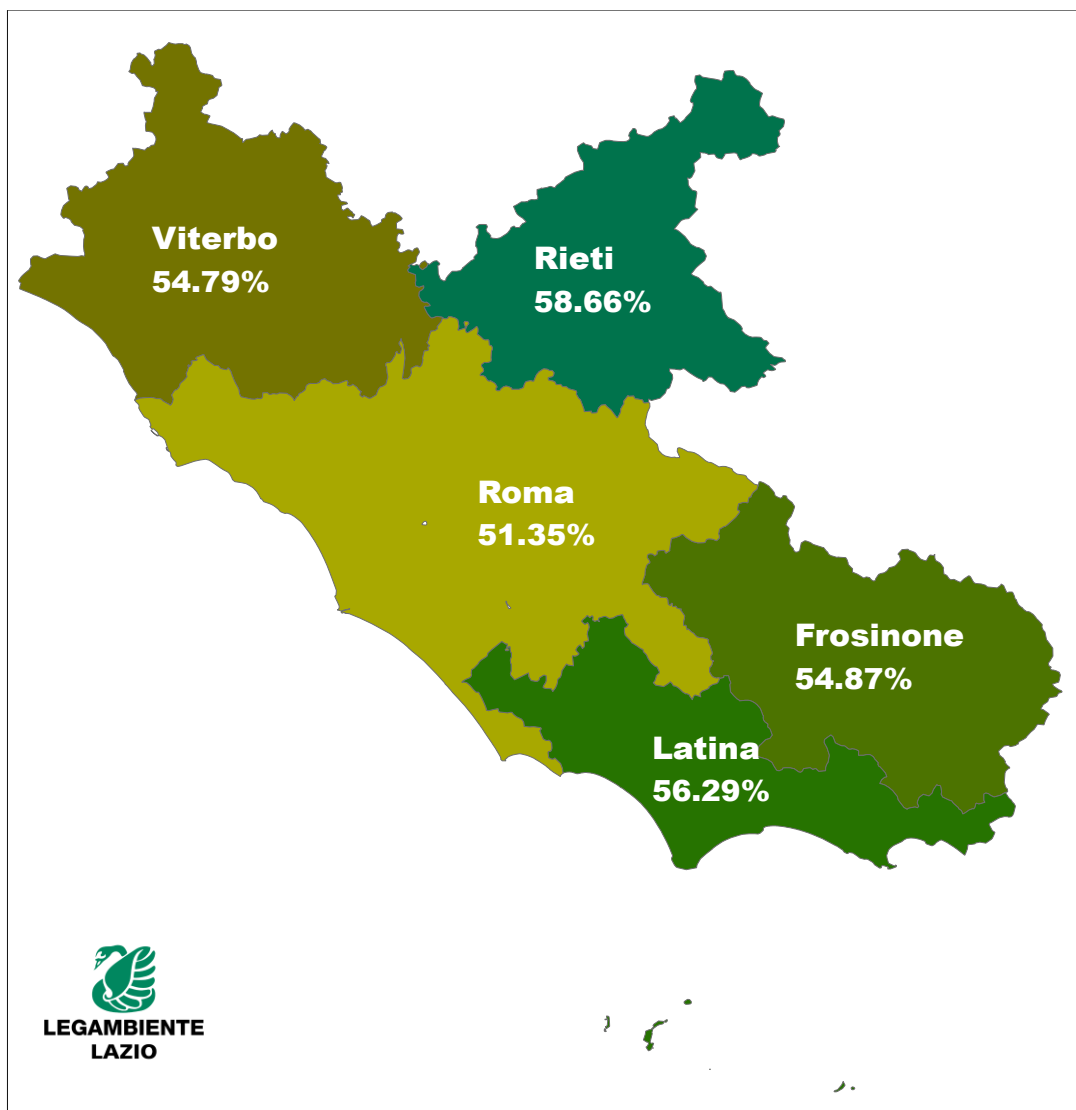 Viterbo
54.79%
Rieti
58.66%
Roma
51.35%
Frosinone
54.87%
Latina
56.29%
LEGAMBIENTE
LAZIO